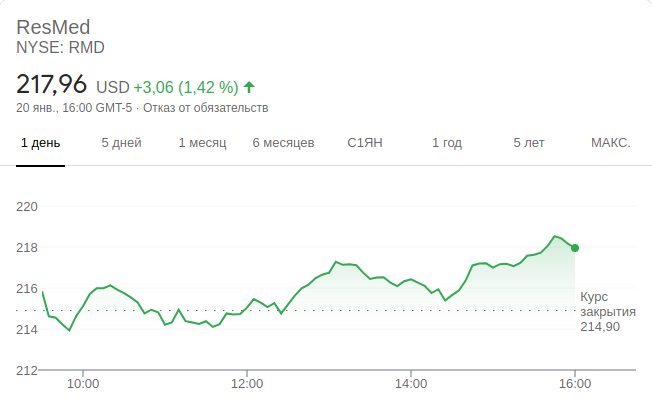 ResMed
NYSE: RMD
217,96 USD +3,06 (1,42 %)
20 янв., 16:00 GMT-5 · Отказ от обязательств
1 день 5 дней 1 месяц 6 месяцев С1ЯН 1 год 5 лет МАКС.
220
218
216
214
212
Курс
закрытия
214,90
10:00 12:00 14:00 16:00